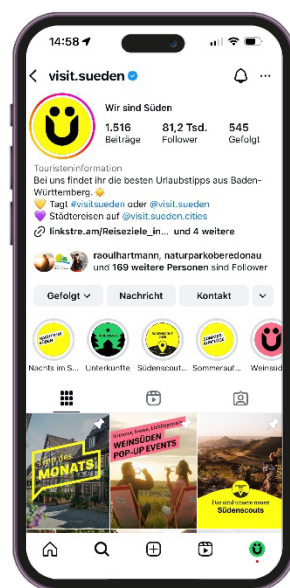 14:58
visit.sueden
Wir sind Süden
1.516 81,2 Tsd. 545
Beiträge Follower Gefolgt
Touristeninformation
Bei uns findet ihr die besten Urlaubstipps aus Baden-
Württemberg.
Tagt #visitsueden oder @visit.sueden
Städtereisen auf @visit.sueden.cities
linkstre.am/Reiseziele_in... und 4 weitere
raoulhartmann, naturparkoberedonau
und 169 weitere Personen sind Follower
Gefolgt Nachricht Kontakt
Nachts im S... Unterkünfte Südenscout... Sommerauf... Weinsüd
MONATS
WEINSÜDEN
POP-UP EVENTS
Das sind unsere neuen
Südenscouts